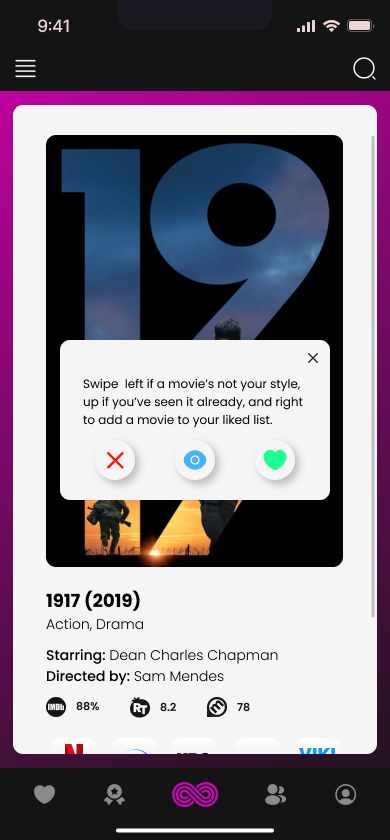 9:41
19
Swipe left if a movie's not your style,
up if you've seen it already, and right
to add a movie to your liked list.
1917 (2019)
Action, Drama
Starring: Dean Charles Chapman
Directed by: Sam Mendes
IMDb 88% RT 8.2 78
N VIKI